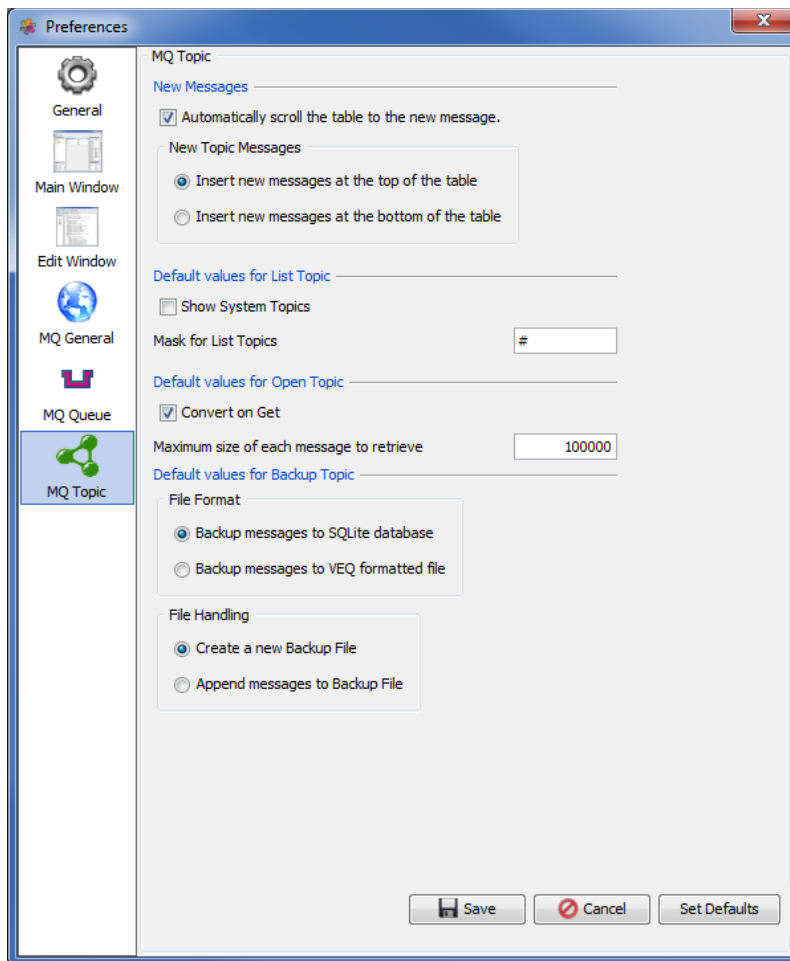 Preferences
General
Main Window
Edit Window
MQ General
MQ Queue
MQ Topic
MQ Topic
New Messages
Automatically scroll the table to the new message.
New Topic Messages
Insert new messages at the top of the table
Insert new messages at the bottom of the table
Default values for List Topic
Show System Topics
Mask for List Topics #
Default values for Open Topic
Convert on Get
Maximum size of each message to retrieve 100000
Default values for Backup Topic
File Format
Backup messages to SQLite database
Backup messages to VEQ formatted file
File Handling
Create a new Backup File
Append messages to Backup File
Save Cancel Set Defaults